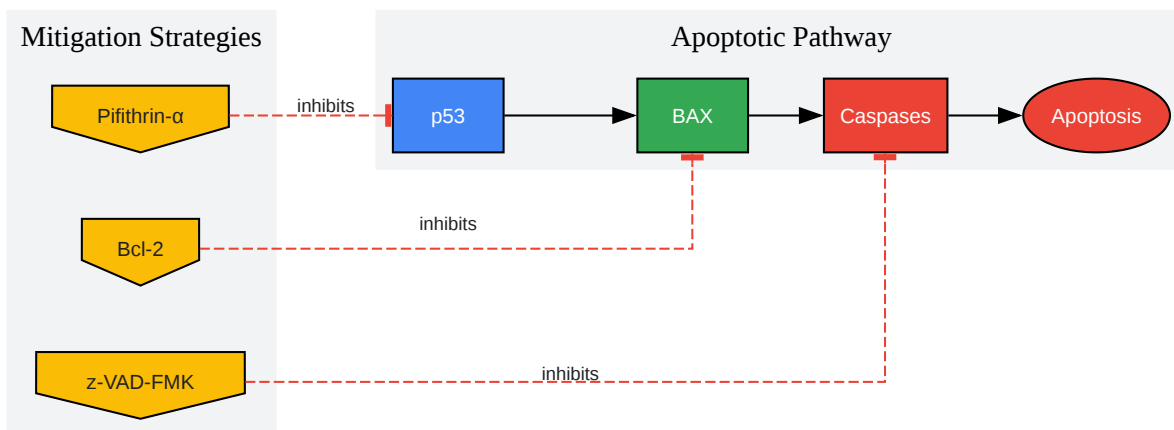 Mitigation Strategies
Apoptotic Pathway
Pifithrin-α
inhibits
p53
BAX
Caspases
Apoptosis
Bcl-2
inhibits
z-VAD-FMK
inhibits